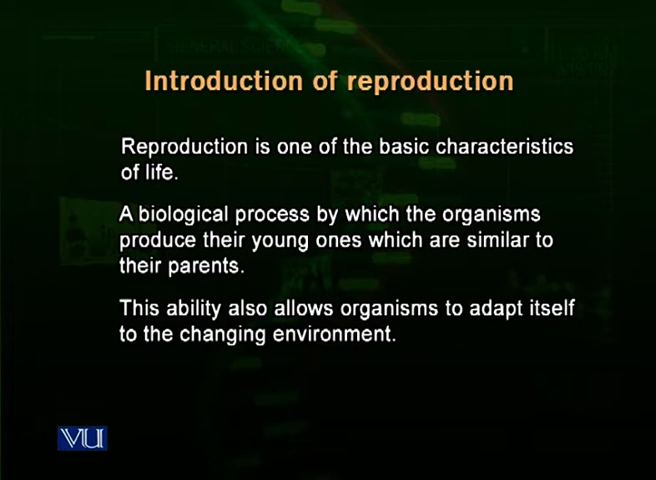 Introduction of reproduction
Reproduction is one of the basic characteristics
of life.
A biological process by which the organisms
produce their young ones which are similar to
their parents.
This ability also allows organisms to adapt itself
to the changing environment.
VU